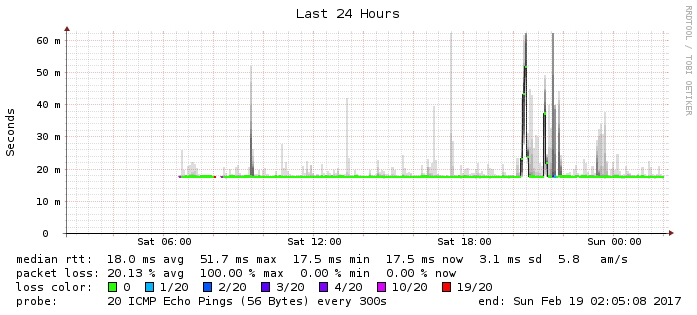 Last 24 Hours
RRDTOOL / TOBI OETIKER
Seconds
60 m
50 m
40 m
30 m
20 m
10 m
0
Sat 06:00 Sat 12:00 Sat 18:00 Sun 00:00
median rtt: 18.0 ms avg 51.7 ms max 17.5 ms min 17.5 ms now 3.1 ms sd 5.8 am/s
packet loss: 20.13 % avg 100.00 % max 0.00 % min 0.00 % now
loss color: 0 1/20 2/20 3/20 4/20 10/20 19/20
probe: 20 ICMP Echo Pings (56 Bytes) every 300s end: Sun Feb 19 02:05:08 2017